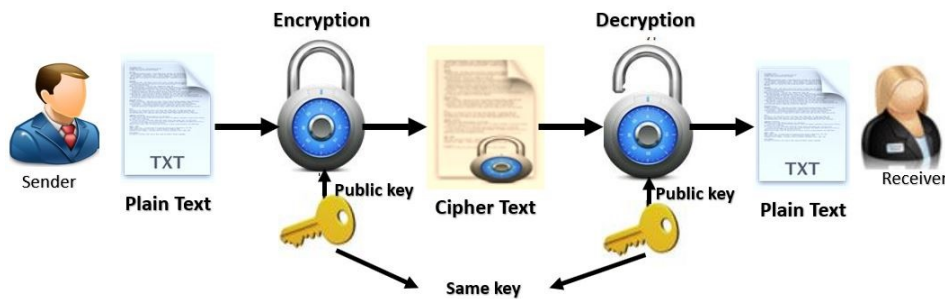 Encryption
Decryption
TXT
TXT
Sender
Receiver
Public key
Public key
Plain Text
Cipher Text
Plain Text
Same key